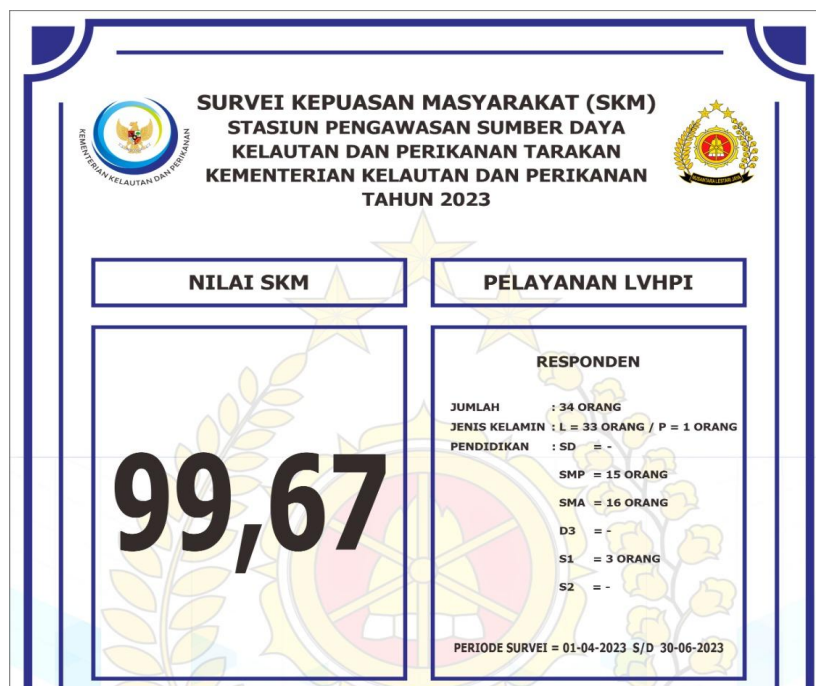 SURVEI KEPUASAN MASYARAKAT (SKM)
STASIUN PENGAWASAN SUMBER DAYA
KELAUTAN DAN PERIKANAN TARAKAN
KEMENTERIAN KELAUTAN DAN PERIKANAN
TAHUN 2023
KEMENTERIAN KELAUTAN DAN PERIKANAN
NUSANTARA LESTARI JAYA
NILAI SKM
PELAYANAN LVHPI
99,67
RESPONDEN
JUMLAH : 34 ORANG
JENIS KELAMIN : L = 33 ORANG / P = 1 ORANG
PENDIDIKAN : SD = -
SMP = 15 ORANG
SMA = 16 ORANG
D3 = -
S1 = 3 ORANG
S2 = -
PERIODE SURVEI = 01-04-2023 S/D 30-06-2023